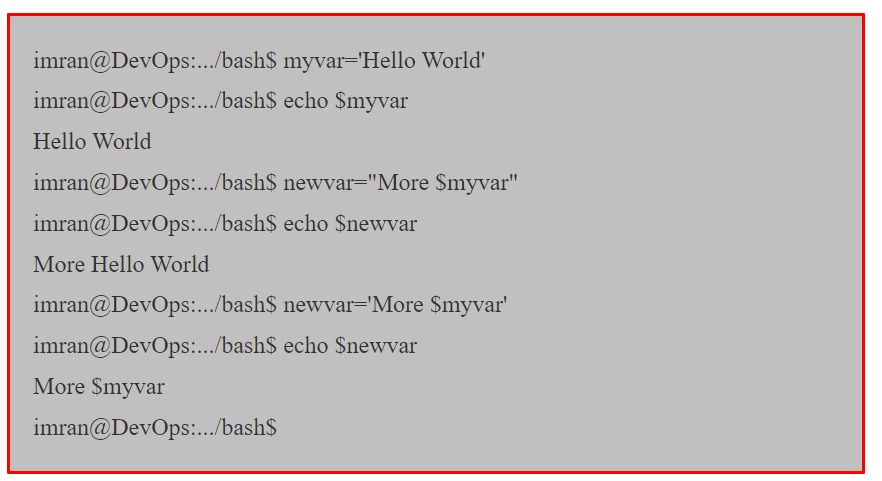 imran@DevOps:.../bash$ myvar='Hello World'
imran@DevOps:.../bash$ echo $myvar
Hello World
imran@DevOps:.../bash$ newvar="More $myvar"
imran@DevOps:.../bash$ echo $newvar
More Hello World
imran@DevOps:.../bash$ newvar='More $myvar'
imran@DevOps:.../bash$ echo $newvar
More $myvar
imran@DevOps:.../bash$